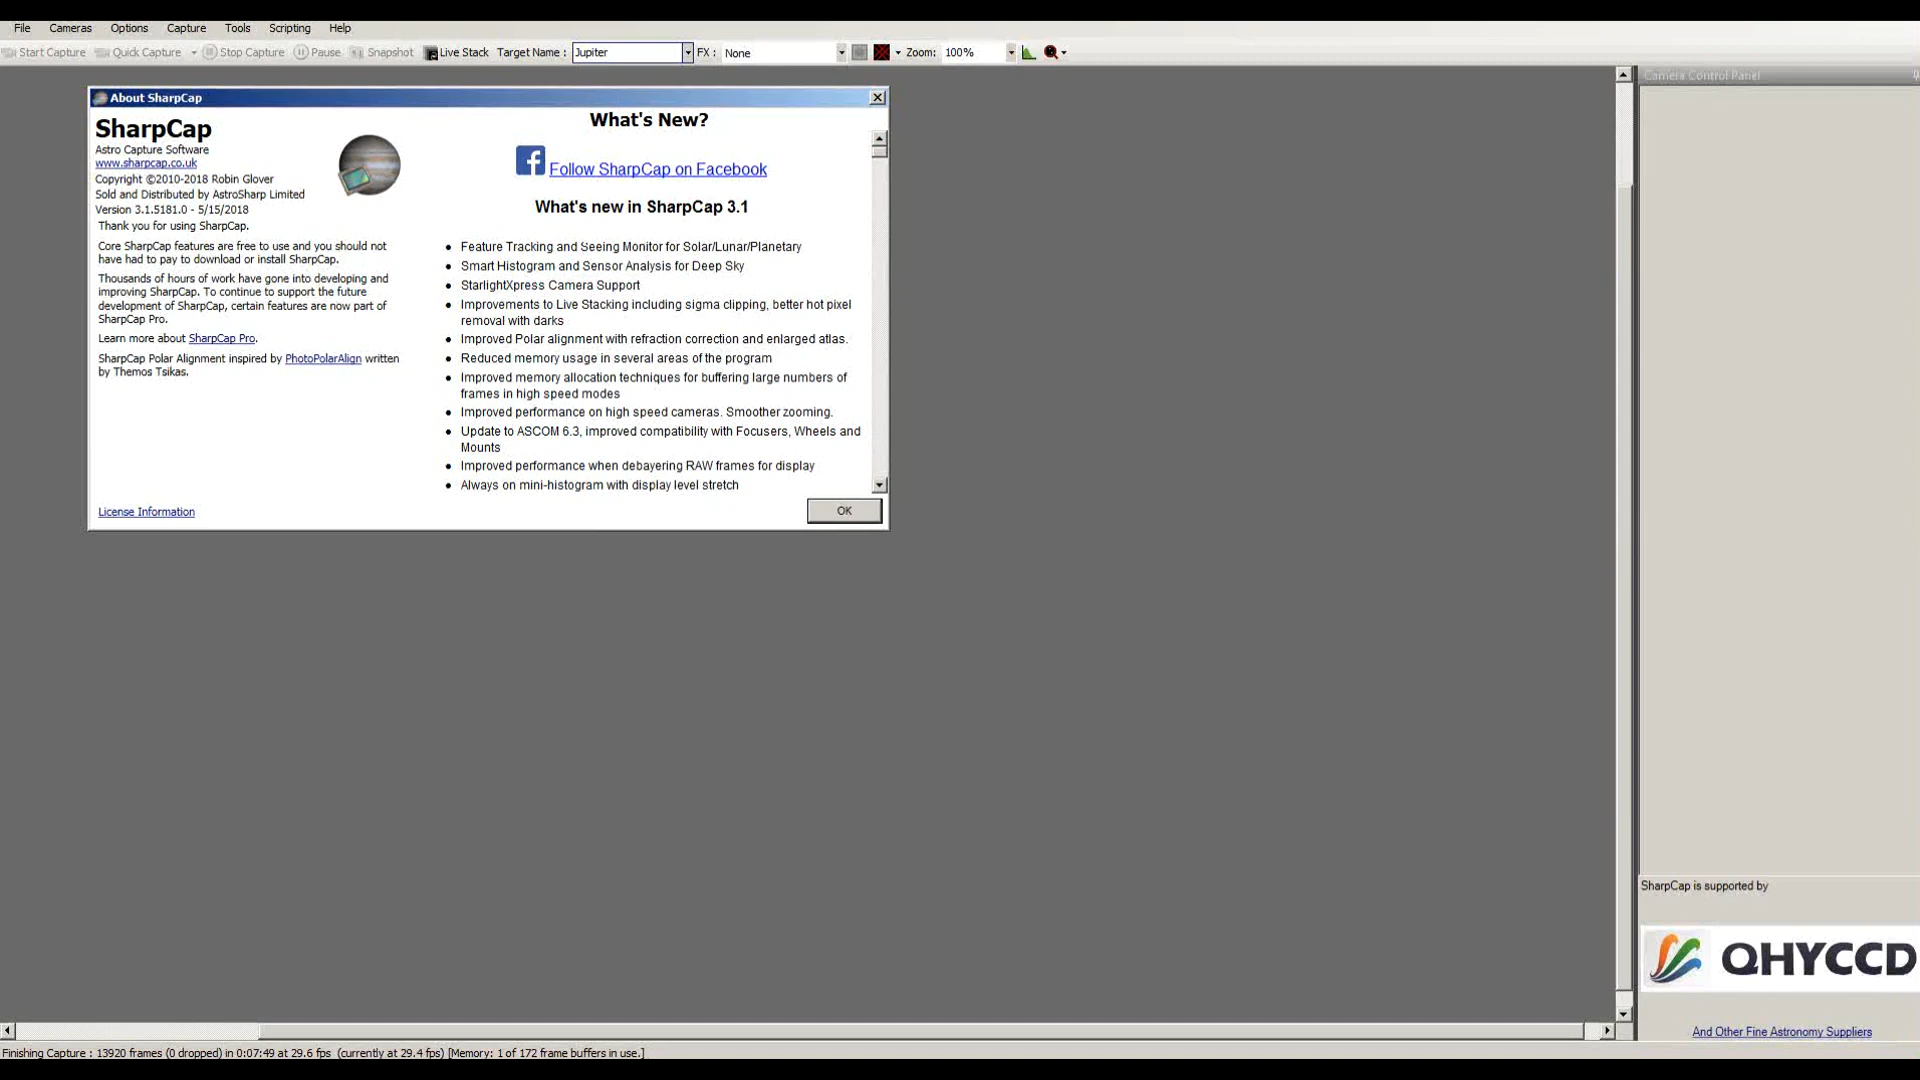 File Cameras Options Capture Tools Scripting Help
Start Capture Quick Capture Stop Capture Pause Snapshot Live Stack Target Name : Jupiter FX : None Zoom: 100%
Camera Control Panel
About SharpCap
SharpCap
Astro Capture Software
www.sharpcap.co.uk
Copyright ©2010-2018 Robin Glover
Sold and Distributed by AstroSharp Limited
Version 3.1.5181.0 - 5/15/2018
Thank you for using SharpCap.
Core SharpCap features are free to use and you should not
have had to pay to download or install SharpCap.
Thousands of hours of work have gone into developing and
improving SharpCap. To continue to support the future
development of SharpCap, certain features are now part of
SharpCap Pro.
Learn more about SharpCap Pro.
SharpCap Polar Alignment inspired by PhotoPolarAlign written
by Themos Tsikas.
License Information
What's New?
Follow SharpCap on Facebook
What's new in SharpCap 3.1
• Feature Tracking and Seeing Monitor for Solar/Lunar/Planetary
• Smart Histogram and Sensor Analysis for Deep Sky
• StarlightXpress Camera Support
• Improvements to Live Stacking including sigma clipping, better hot pixel
removal with darks
• Improved Polar alignment with refraction correction and enlarged atlas.
• Reduced memory usage in several areas of the program
• Improved memory allocation techniques for buffering large numbers of
frames in high speed modes
• Improved performance on high speed cameras. Smoother zooming.
• Update to ASCOM 6.3, improved compatibility with Focusers, Wheels and
Mounts
• Improved performance when debayering RAW frames for display
• Always on mini-histogram with display level stretch
OK
SharpCap is supported by
QHYCCD
And Other Fine Astronomy Suppliers
Finishing Capture : 13920 frames (0 dropped) in 0:07:49 at 29.6 fps (currently at 29.4 fps) [Memory: 1 of 172 frame buffers in use.]